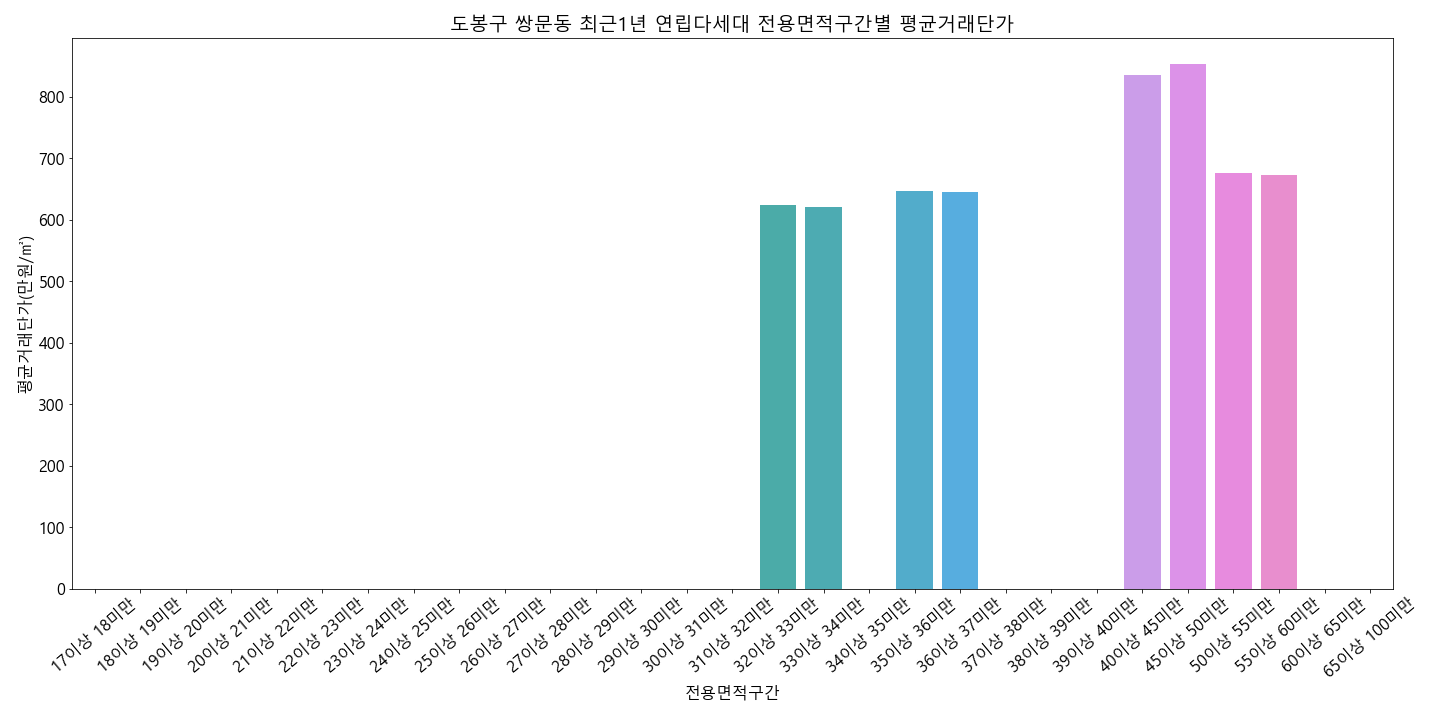 도봉구 쌍문동 최근1년 연립다세대 전용면적구간별 평균거래단가
평균거래단가(만원/㎡)
800
700
600
500
400
300
200
100
0
17이상 18미만
18이상 19미만
19이상 20미만
20이상 21미만
21이상 22미만
22이상 23미만
23이상 24미만
24이상 25미만
25이상 26미만
26이상 27미만
27이상 28미만
28이상 29미만
29이상 30미만
30이상 31미만
31이상 32미만
32이상 33미만
33이상 34미만
34이상 35미만
35이상 36미만
36이상 37미만
37이상 38미만
38이상 39미만
39이상 40미만
40이상 45미만
45이상 50미만
50이상 55미만
55이상 60미만
60이상 65미만
65이상 100미만
전용면적구간